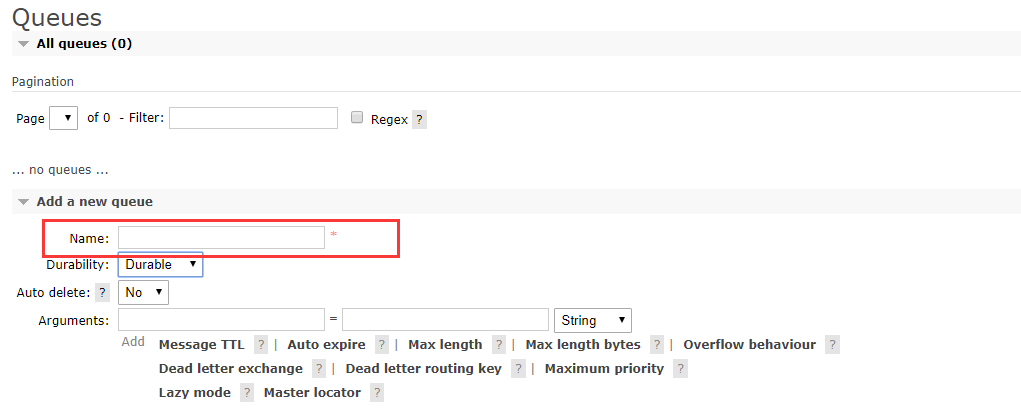 Queues
All queues (0)
Pagination
Page of 0 - Filter: Regex ?
... no queues ...
Add a new queue
Name: *
Durability: Durable
Auto delete: ? No
Arguments: = String
Add Message TTL ? | Auto expire ? | Max length ? | Max length bytes ? | Overflow behaviour ?
Dead letter exchange ? | Dead letter routing key ? | Maximum priority ?
Lazy mode ? Master locator ?